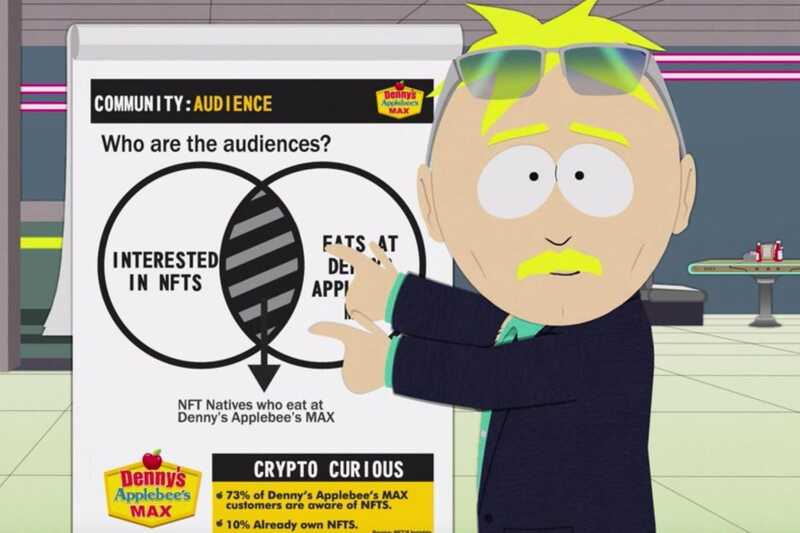 COMMUNITY:AUDIENCE
Denny's
Applebee's
MAX
Who are the audiences?
INTERESTED
IN NFTS
EATS AT
NFT Natives who eat at
Denny's Applebee's MAX
Denny's
Applebee's
MAX
CRYPTO CURIOUS
73% of Denny's Applebee's MAX
customers are aware of NFTS.
10% Already own NFTS.